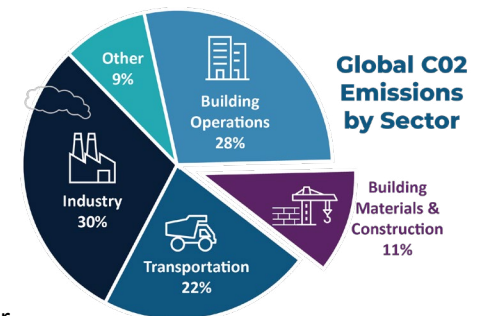 Global C02
Emissions
by Sector
Other
9%
Building
Operations
28%
Building
Materials &
Construction
11%
Industry
30%
Transportation
22%
r